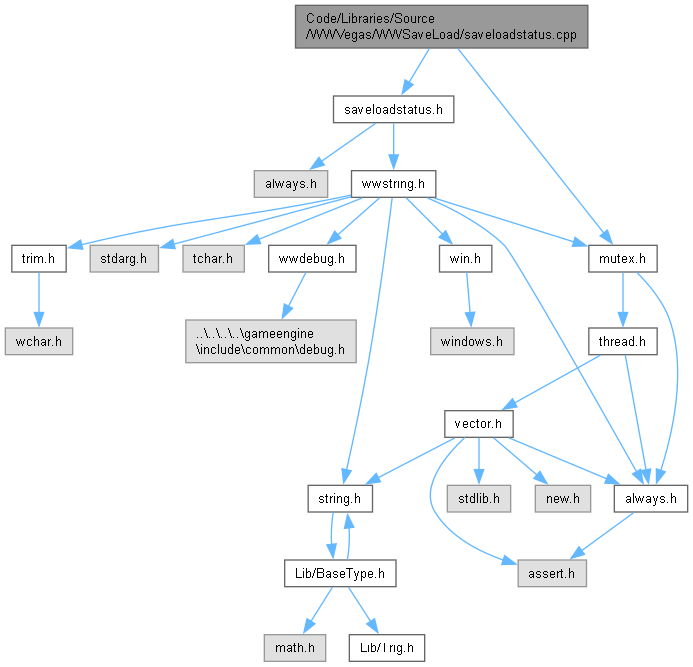 Code/Libraries/Source
/WWVegas/WWSaveLoad/saveloadstatus.cpp
saveloadstatus.h
always.h
wwstring.h
trim.h
stdarg.h
tchar.h
wwdebug.h
win.h
mutex.h
wchar.h
..\..\..\..\gameengine
\include\common\debug.h
windows.h
thread.h
vector.h
string.h
stdlib.h
new.h
always.h
Lib/BaseType.h
assert.h
math.h
Lib/Trig.h